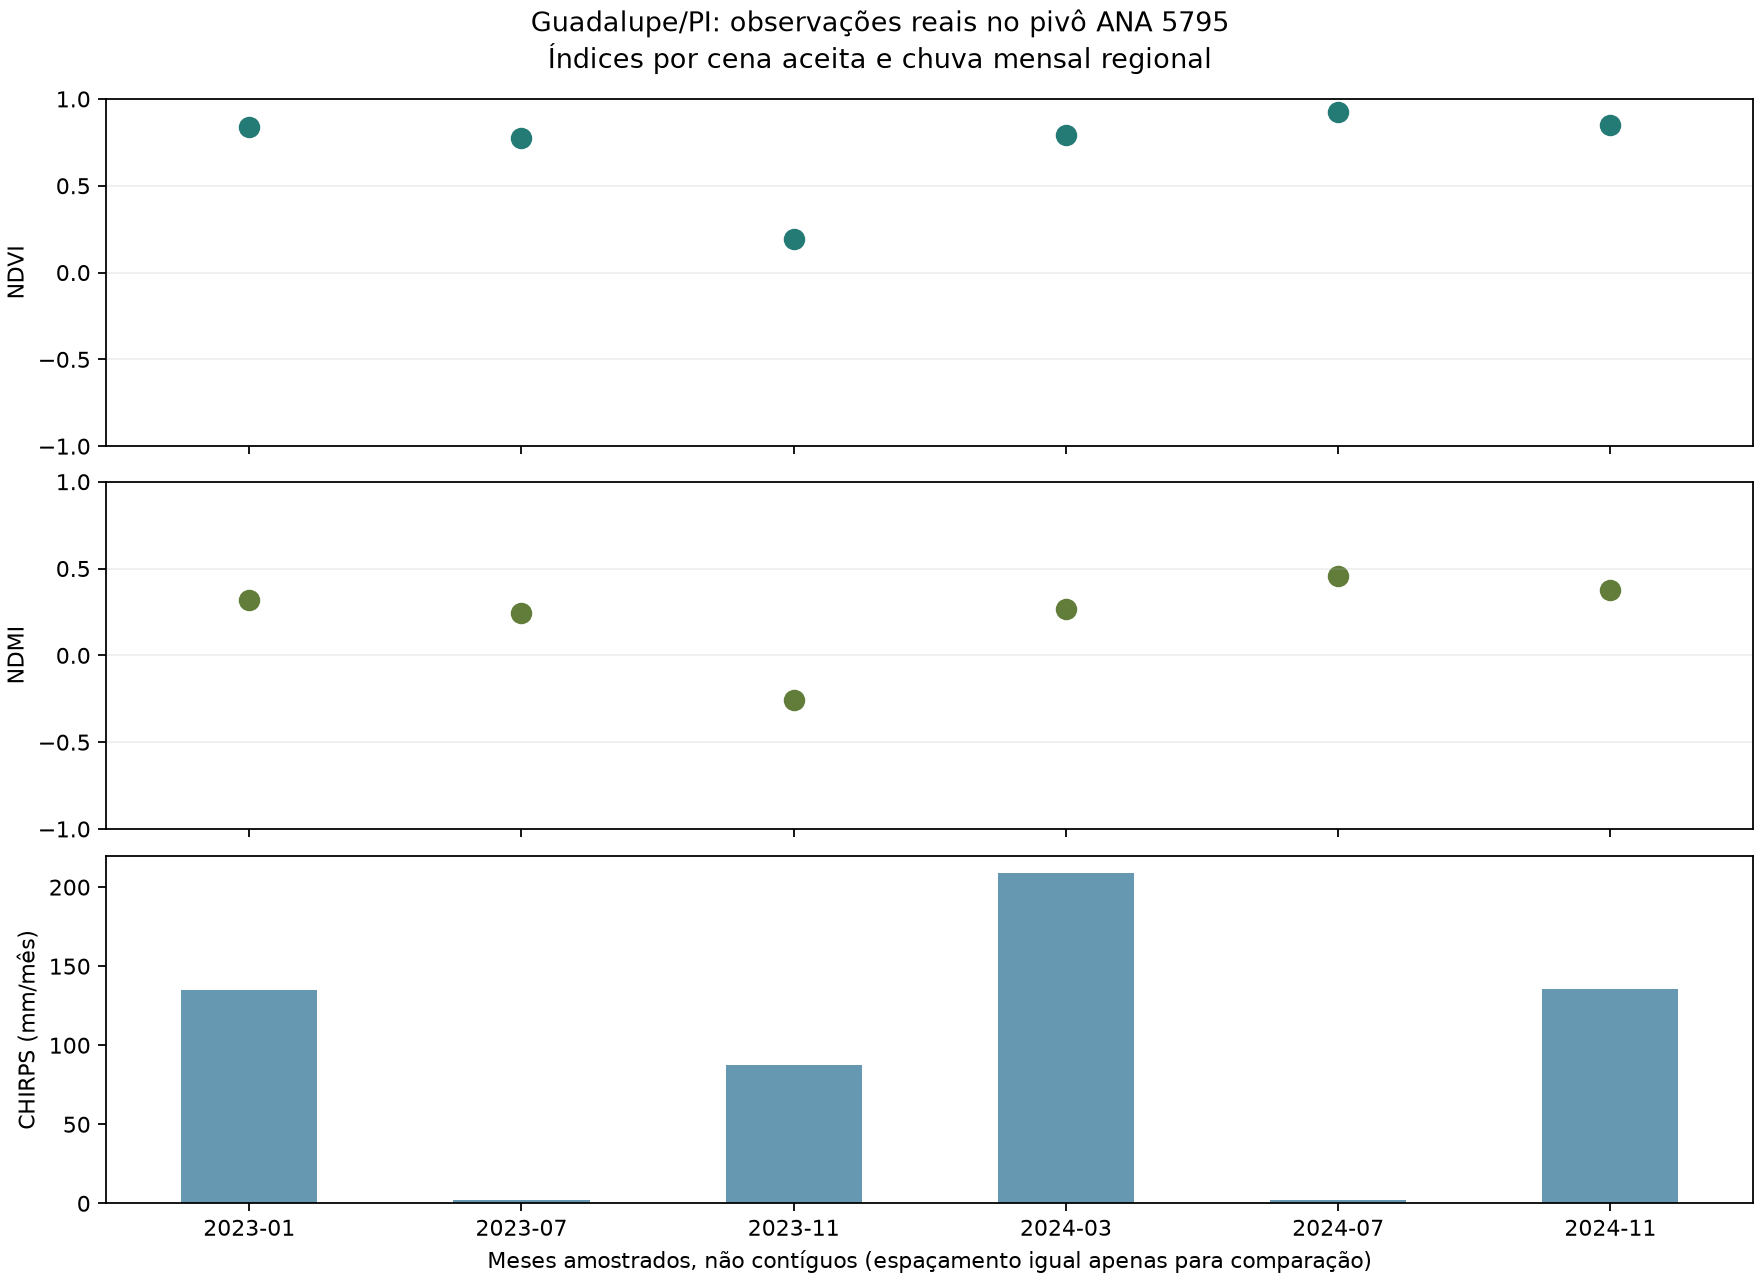 Guadalupe/PI: observações reais no pivô ANA 5795
Índices por cena aceita e chuva mensal regional
1.0
0.5
0.0
−0.5
−1.0
NDVI
1.0
0.5
0.0
−0.5
−1.0
NDMI
200
150
100
50
0
CHIRPS (mm/mês)
2023-01 2023-07 2023-11 2024-03 2024-07 2024-11
Meses amostrados, não contíguos (espaçamento igual apenas para comparação)